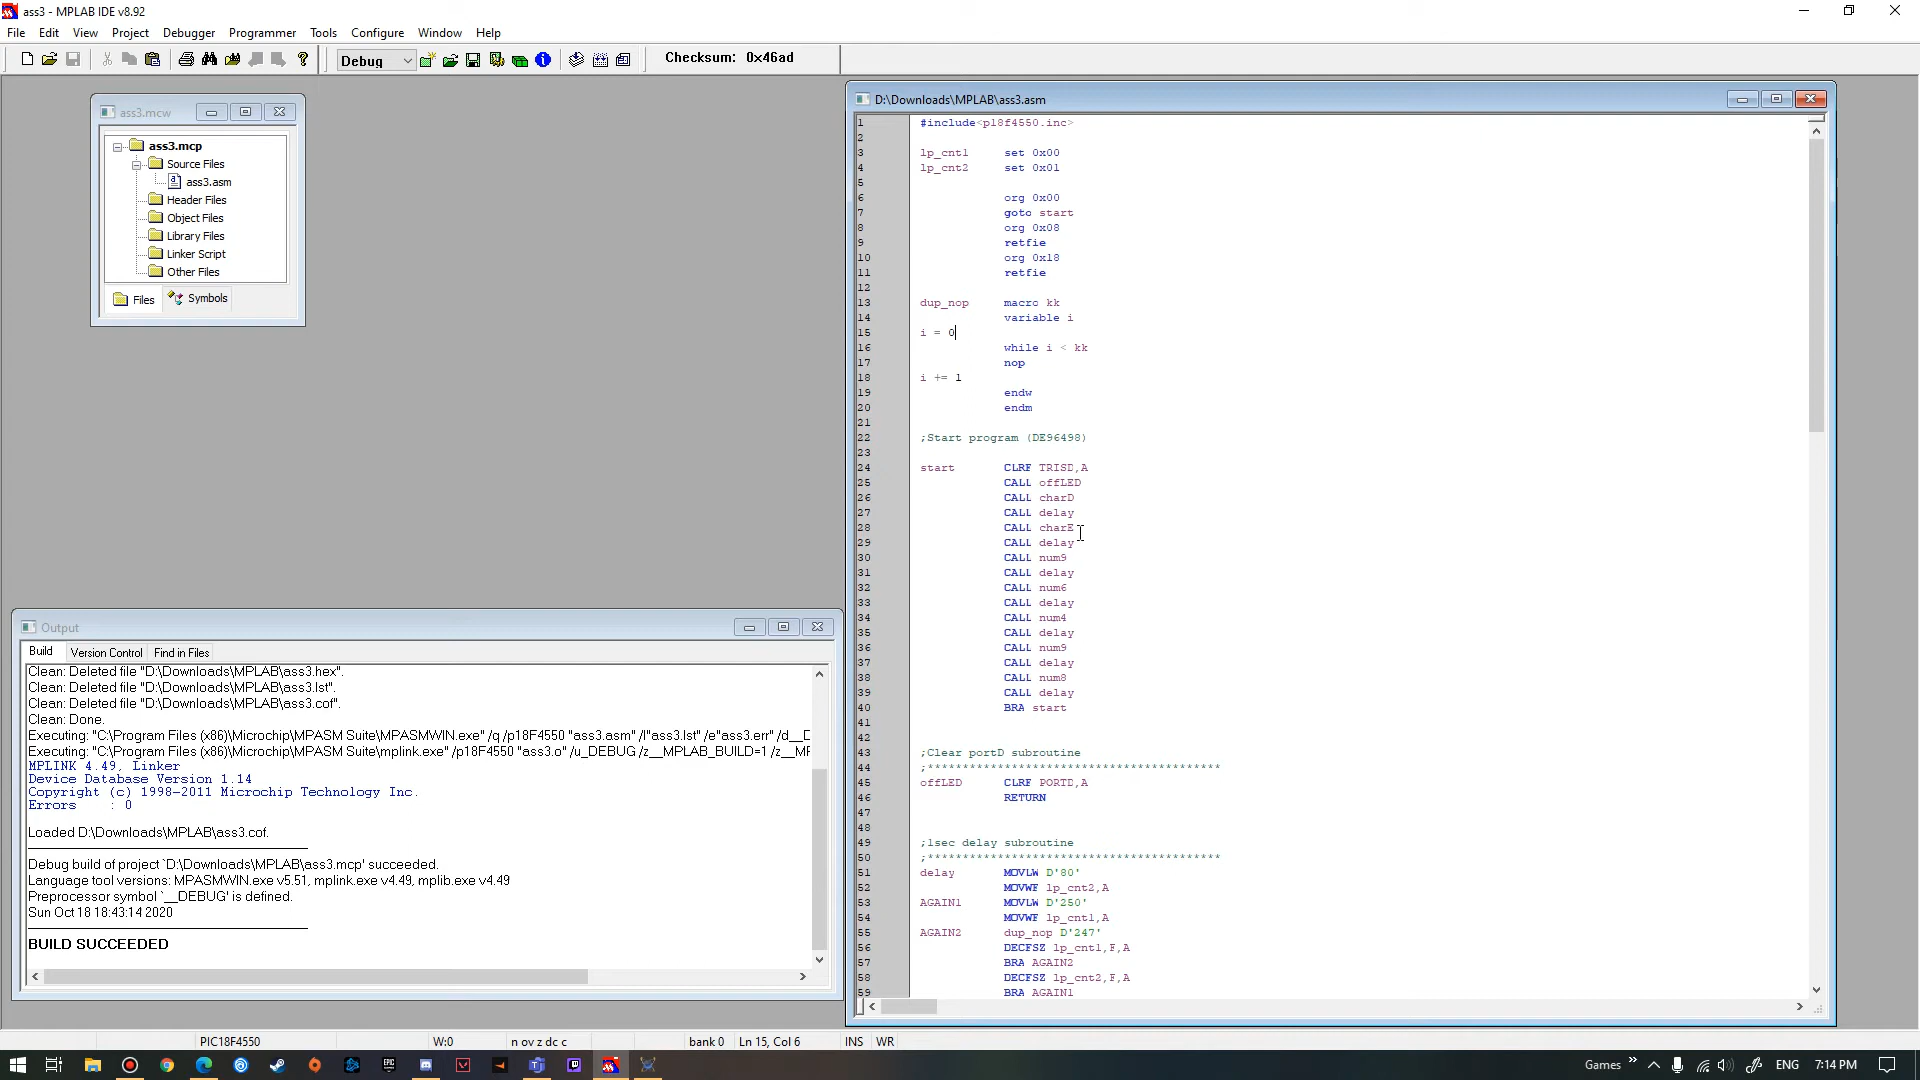 ass3 - MPLAB IDE v8.92
File Edit View Project Debugger Programmer Tools Configure Window Help
Debug Checksum: 0x46ad
ass3.mcw
ass3.mcp
Source Files
ass3.asm
Header Files
Object Files
Library Files
Linker Script
Other Files
Files Symbols
D:\Downloads\MPLAB\ass3.asm
1 #include<p18f4550.inc>
2
3 lp_cnt1 set 0x00
4 lp_cnt2 set 0x01
5
6 org 0x00
7 goto start
8 org 0x08
9 retfie
10 org 0x18
11 retfie
12
13 dup_nop macro kk
14 variable i
15 i = 0
16 while i < kk
17 nop
18 i += 1
19 endw
20 endm
21
22 ;Start program (DE96498)
23
24 start CLRF TRISD,A
25 CALL offLED
26 CALL charD
27 CALL delay
28 CALL charE
29 CALL delay
30 CALL num9
31 CALL delay
32 CALL num6
33 CALL delay
34 CALL num4
35 CALL delay
36 CALL num9
37 CALL delay
38 CALL num8
39 CALL delay
40 BRA start
41
42
43 ;Clear portD subroutine
44 ;******************************************
45 offLED CLRF PORTD,A
46 RETURN
47
48
49 ;1sec delay subroutine
50 ;******************************************
51 delay MOVLW D'80'
52 MOVWF lp_cnt2,A
53 AGAIN1 MOVLW D'250'
54 MOVWF lp_cnt1,A
55 AGAIN2 dup_nop D'247'
56 DECFSZ lp_cnt1,F,A
57 BRA AGAIN2
58 DECFSZ lp_cnt2,F,A
59 BRA AGAIN1
Output
Build Version Control Find in Files
Clean: Deleted file "D:\Downloads\MPLAB\ass3.hex".
Clean: Deleted file "D:\Downloads\MPLAB\ass3.lst".
Clean: Deleted file "D:\Downloads\MPLAB\ass3.cof".
Clean: Done.
Executing: "C:\Program Files (x86)\Microchip\MPASM Suite\MPASMWIN.exe" /q /p18F4550 "ass3.asm" /l"ass3.lst" /e"ass3.err" /d__D
Executing: "C:\Program Files (x86)\Microchip\MPASM Suite\mplink.exe" /p18F4550 "ass3.o" /u_DEBUG /z__MPLAB_BUILD=1 /z__MF
MPLINK 4.49, Linker
Device Database Version 1.14
Copyright (c) 1998-2011 Microchip Technology Inc.
Errors : 0
Loaded D:\Downloads\MPLAB\ass3.cof.
Debug build of project `D:\Downloads\MPLAB\ass3.mcp' succeeded.
Language tool versions: MPASMWIN.exe v5.51, mplink.exe v4.49, mplib.exe v4.49
Preprocessor symbol `__DEBUG' is defined.
Sun Oct 18 18:43:14 2020
BUILD SUCCEEDED
PIC18F4550 W:0 n ov z dc c bank 0 Ln 15, Col 6 INS WR
EPIC Games ENG 7:14 PM